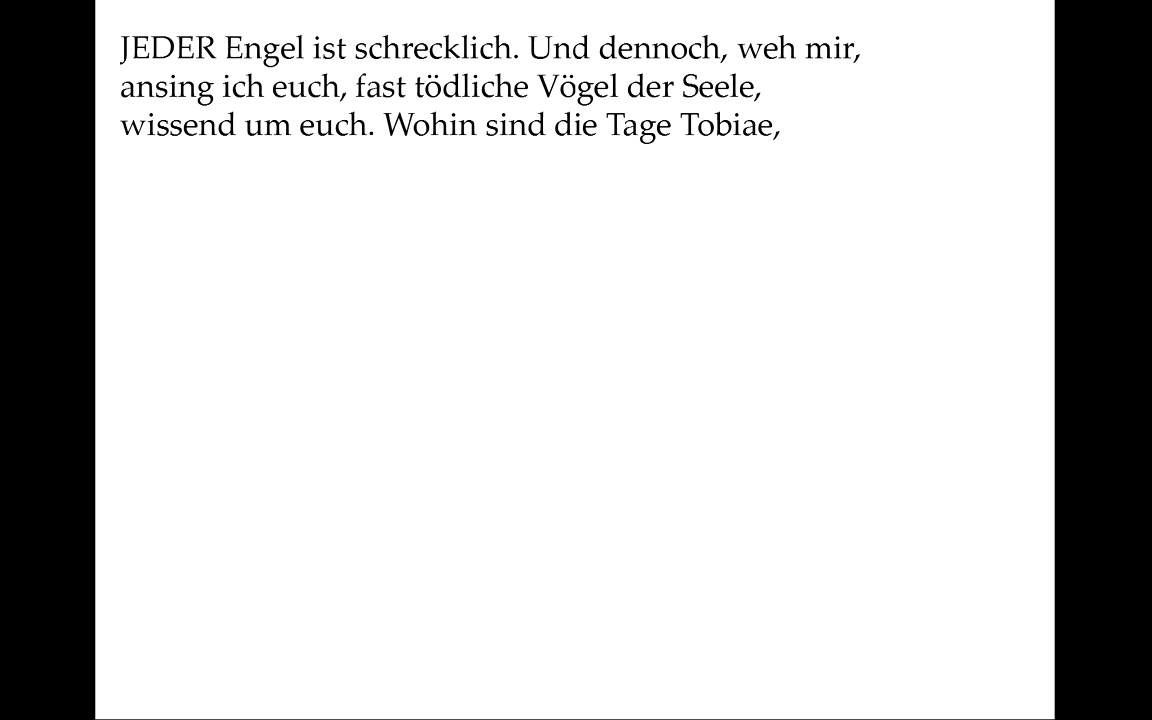 JEDER Engel ist schrecklich. Und dennoch, weh mir,
ansing ich euch, fast tödliche Vögel der Seele,
wissend um euch. Wohin sind die Tage Tobiae,